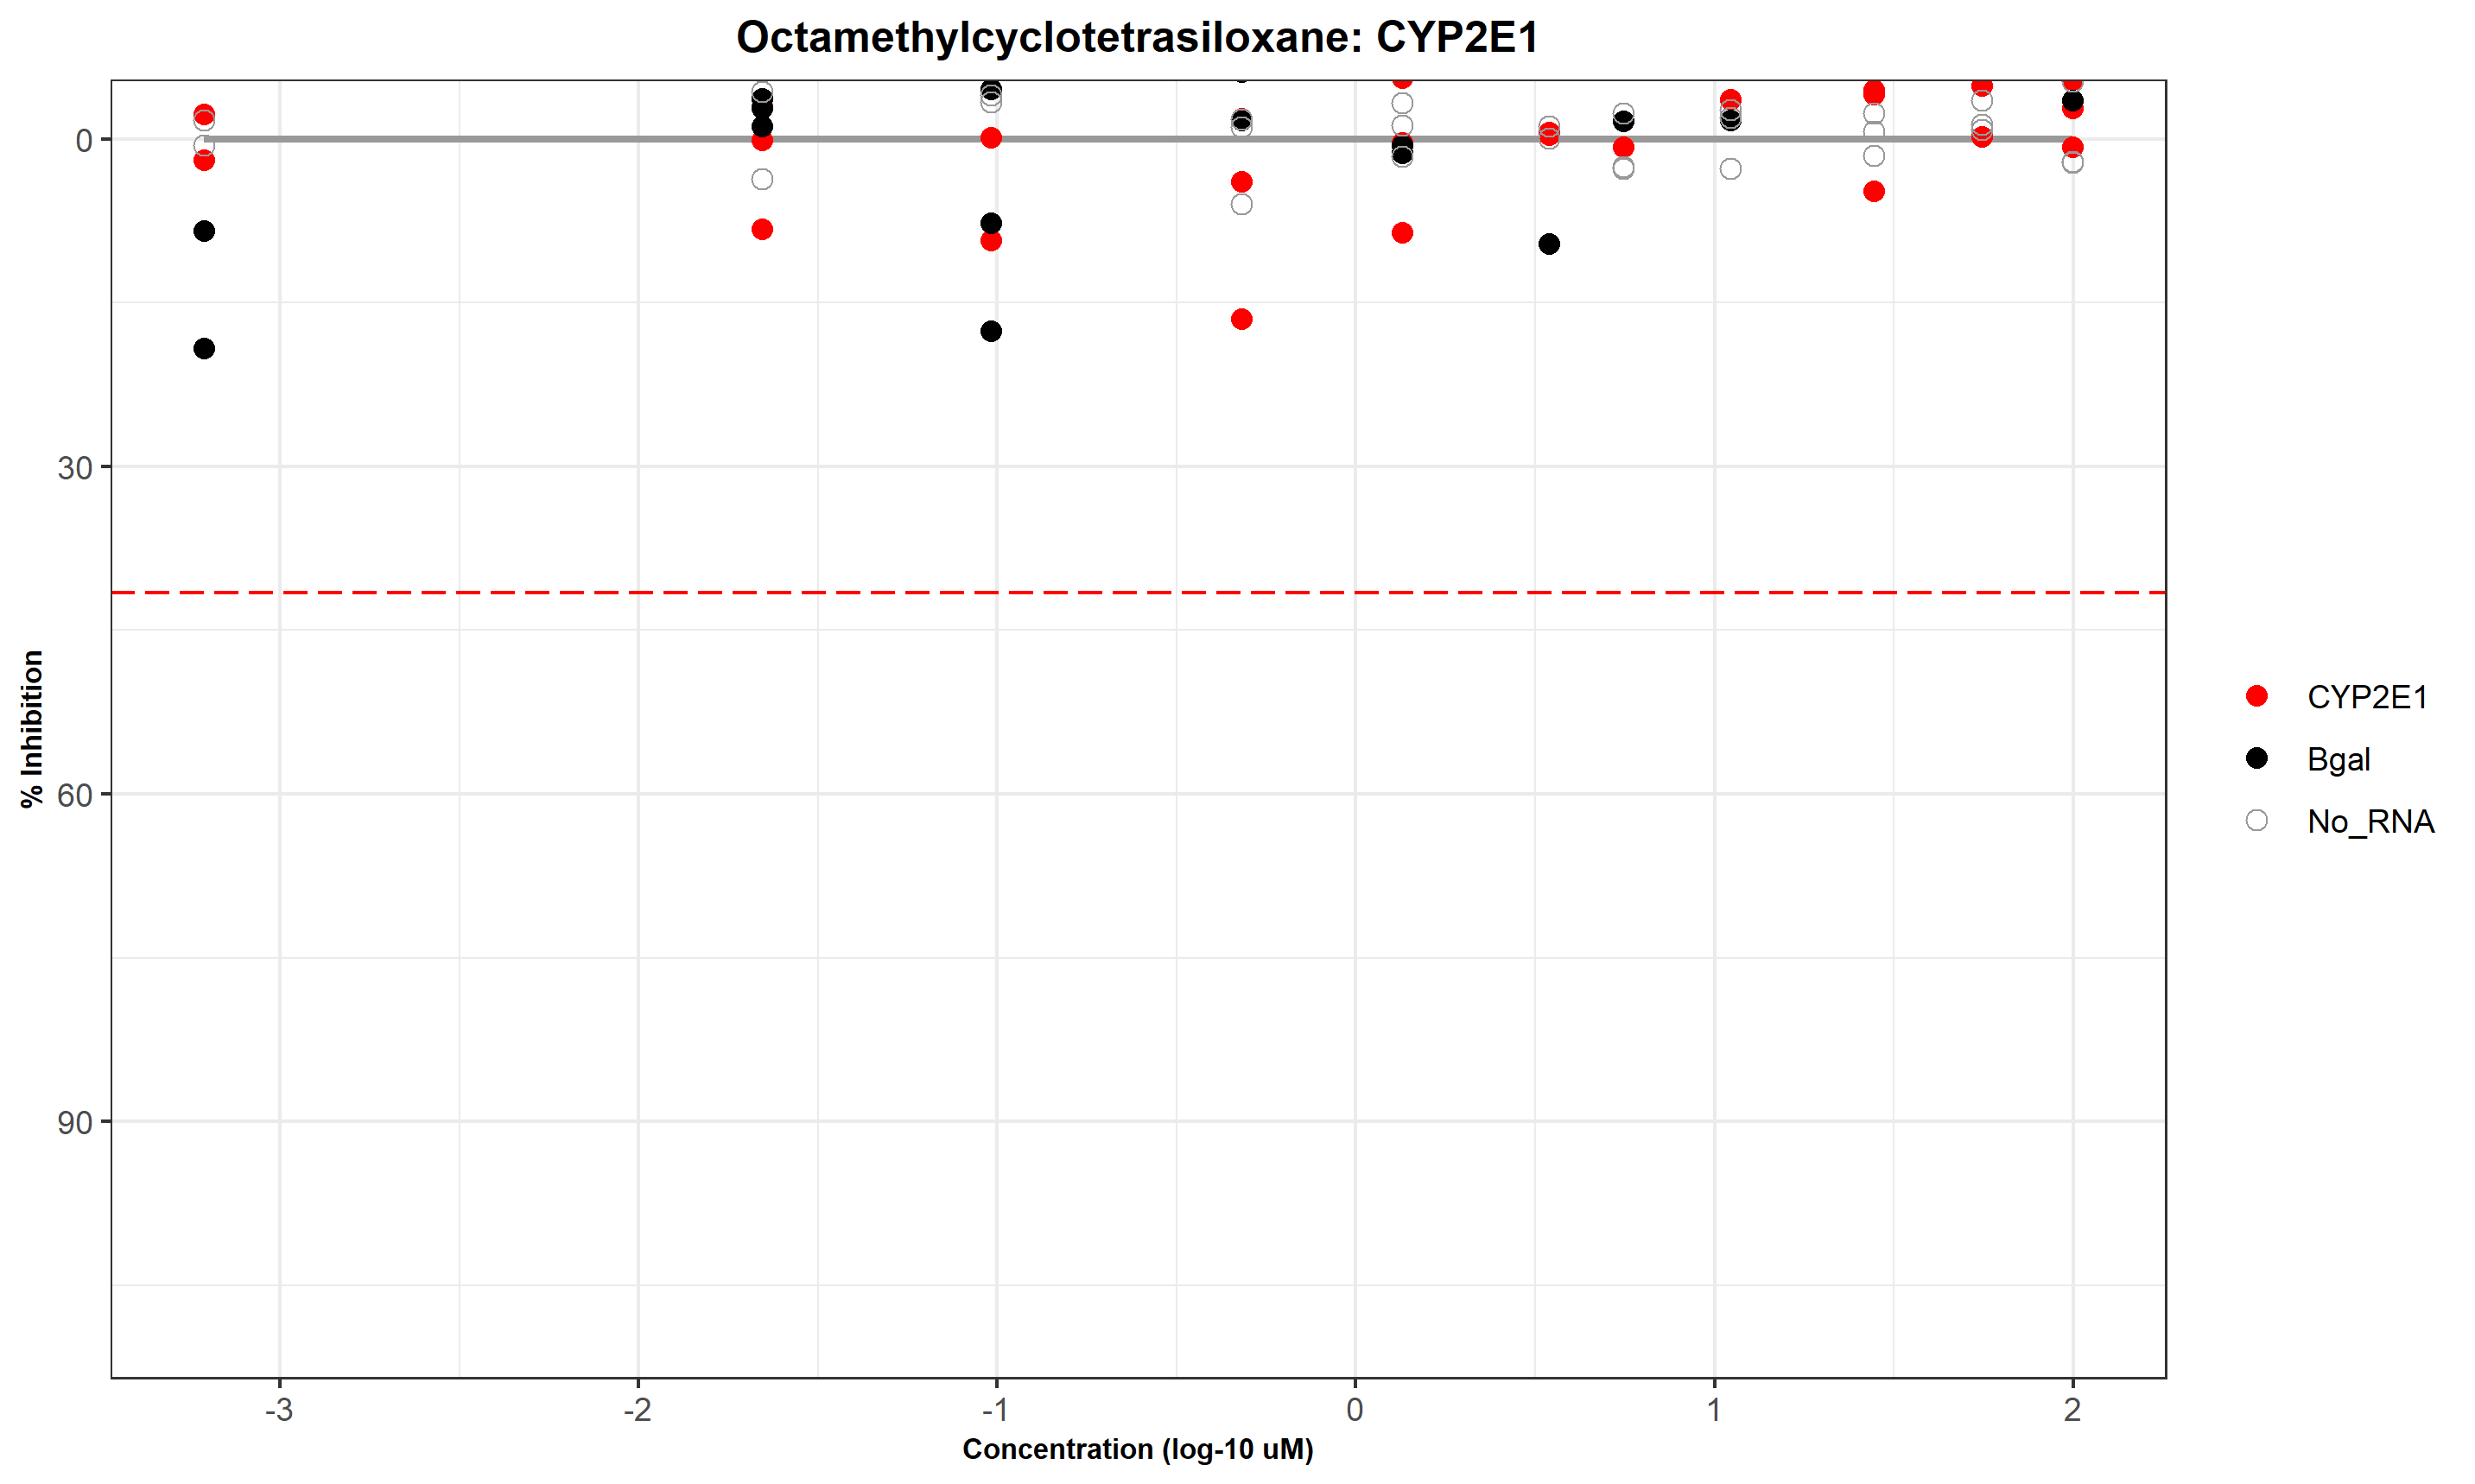 Octamethylcyclotetrasiloxane: CYP2E1
0
30
60
90
% Inhibition
-3
-2
-1
0
1
2
Concentration (log-10 uM)
CYP2E1
Bgal
No_RNA